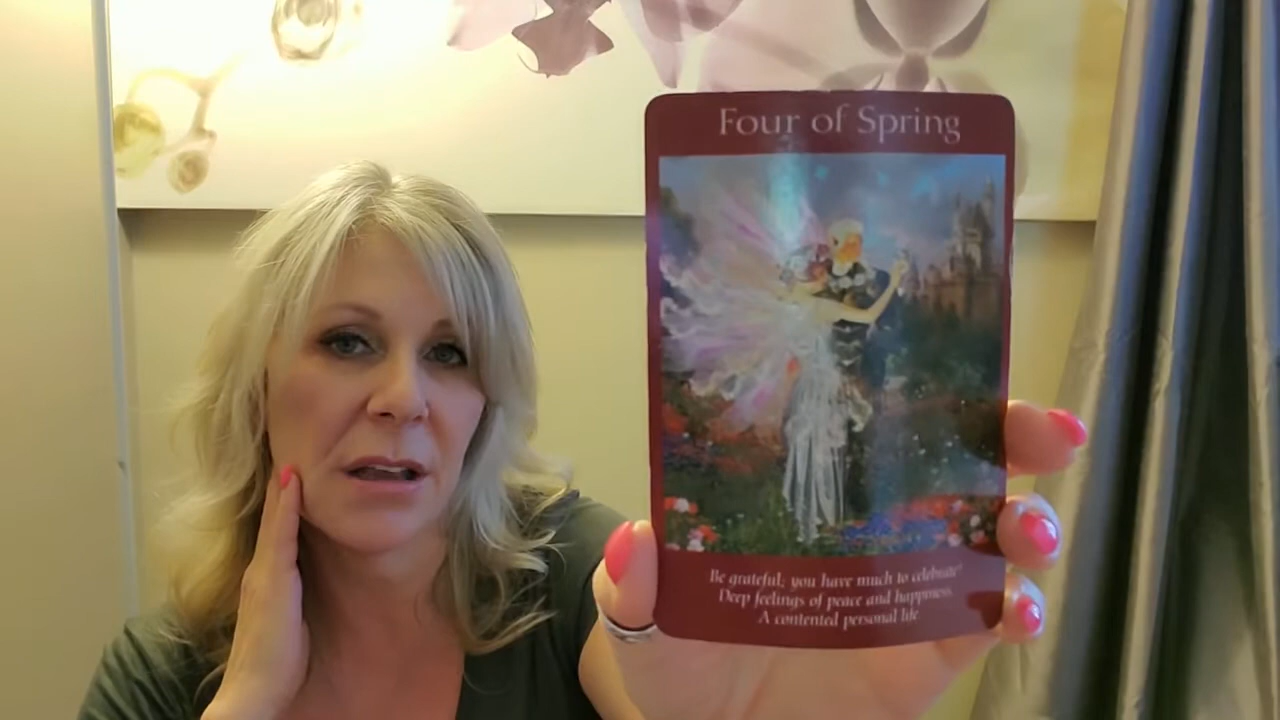 Four of Spring
Be grateful; you have much to celebrate!
Deep feelings of peace and happiness.
A contented personal life.